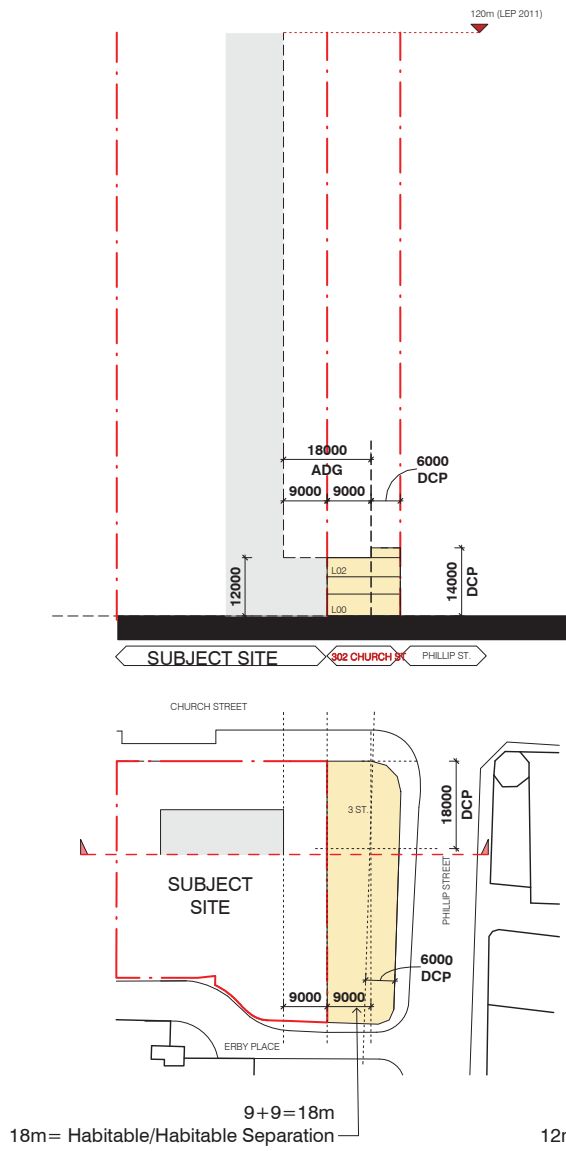 120m (LEP 2011)
18000
ADG
6000
DCP
9000 9000
12000
L02
L00
14000
DCP
SUBJECT SITE
302 CHURCH ST
PHILLIP ST.
CHURCH STREET
3 ST.
18000
DCP
SUBJECT
SITE
PHILLIP STREET
6000
DCP
9000 9000
ERBY PLACE
9+9=18m
18m= Habitable/Habitable Separation